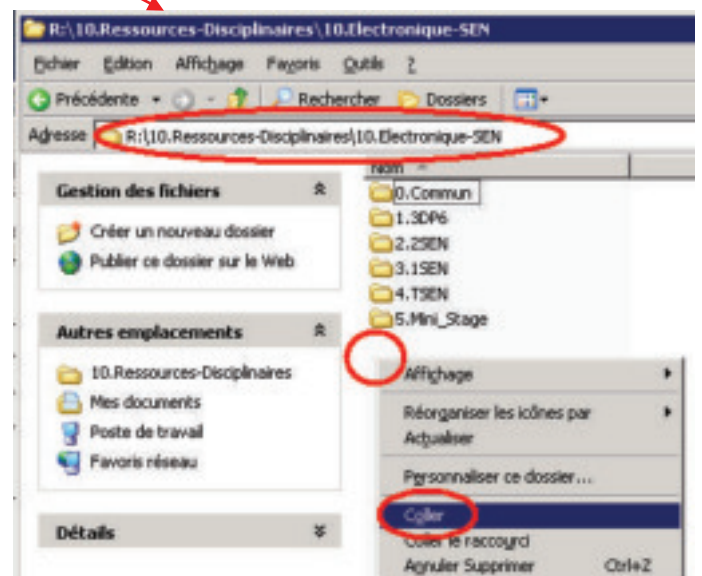 R:\10.Ressources-Disciplinaires\10.Electronique-SEN
Fichier Edition Affichage Favoris Outils ?
Précédente Rechercher Dossiers
Adresse R:\10.Ressources-Disciplinaires\10.Electronique-SEN
Nom
Gestion des fichiers
Créer un nouveau dossier
Publier ce dossier sur le Web
Autres emplacements
10.Ressources-Disciplinaires
Mes documents
Poste de travail
Favoris réseau
Détails
0.Commun
1.3DP6
2.2SEN
3.1SEN
4.TSEN
5.Mini_Stage
Affichage
Réorganiser les icônes par
Actualiser
Personnaliser ce dossier...
Coller
Coller le raccourci
Annuler Supprimer Ctrl+Z